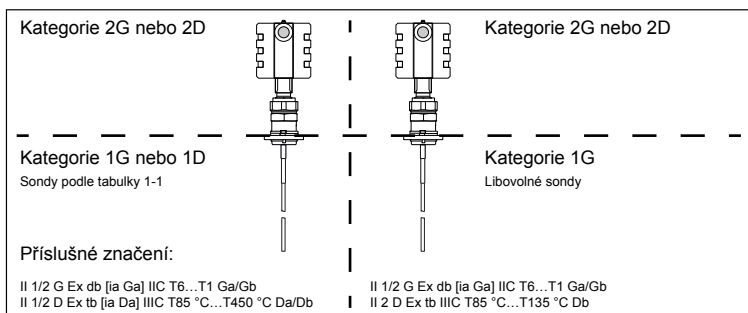 Kategorie 2G nebo 2D
Kategorie 2G nebo 2D
Kategorie 1G nebo 1D
Sondy podle tabulky 1-1
Kategorie 1G
Libovolné sondy
Příslušné značení:
II 1/2 G Ex db [ia Ga] IIC T6…T1 Ga/Gb
II 1/2 D Ex tb [ia Da] IIIC T85 °C…T450 °C Da/Db
II 1/2 G Ex db [ia Ga] IIC T6…T1 Ga/Gb
II 2 D Ex tb IIIC T85 °C…T135 °C Db